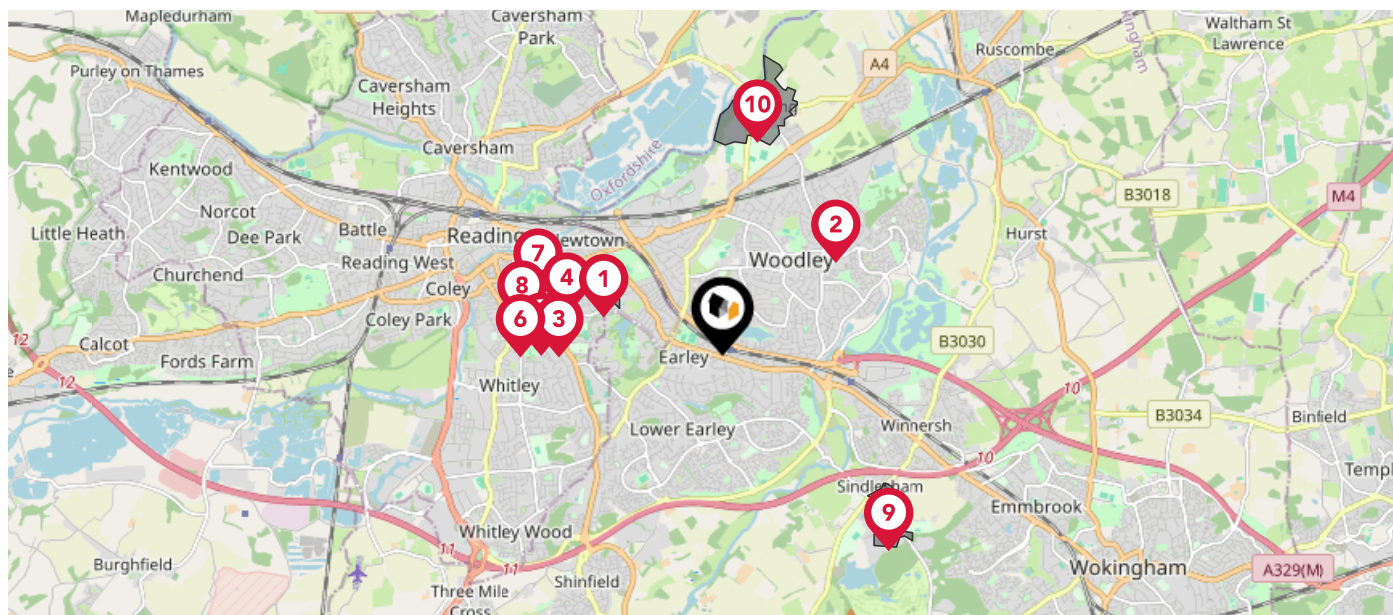 Mapledurham
Caversham
Park
Waltham St
Lawrence
Ruscombe
A4
Purley on Thames
Caversham
Heights
10
Caversham
Oxfordshire
Kentwood
B3018
M4
Norcot
Battle
Little Heath
Dee Park
Reading
Newtown
2
Hurst
Reading West
7
Woodley
Churchend
8
4
1
Coley
6
3
Coley Park
12
Calcot
Fords Farm
Earley
B3030
12
Whitley
10
B3034
Binfield
Lower Earley
Winnersh
10
Sindlesham
Emmbrook
9
Whitley Wood
11
11
Burghfield
Shinfield
Three Mile
Cross
Wokingham
A329(M)